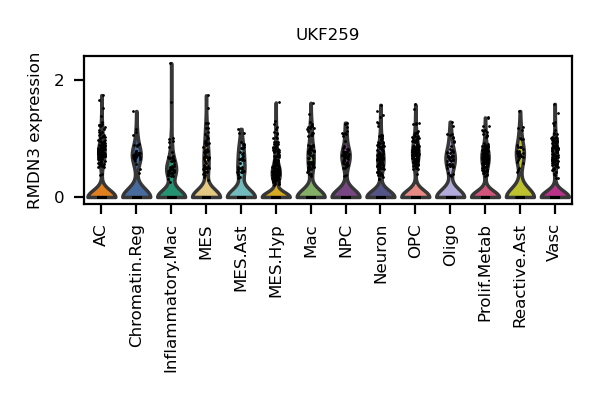 UKF259
RMDN3 expression
2
0
AC
Chromatin.Reg
Inflammatory.Mac
MES
MES.Ast
MES.Hyp
Mac
NPC
Neuron
OPC
Oligo
Prolif.Metab
Reactive.Ast
Vasc